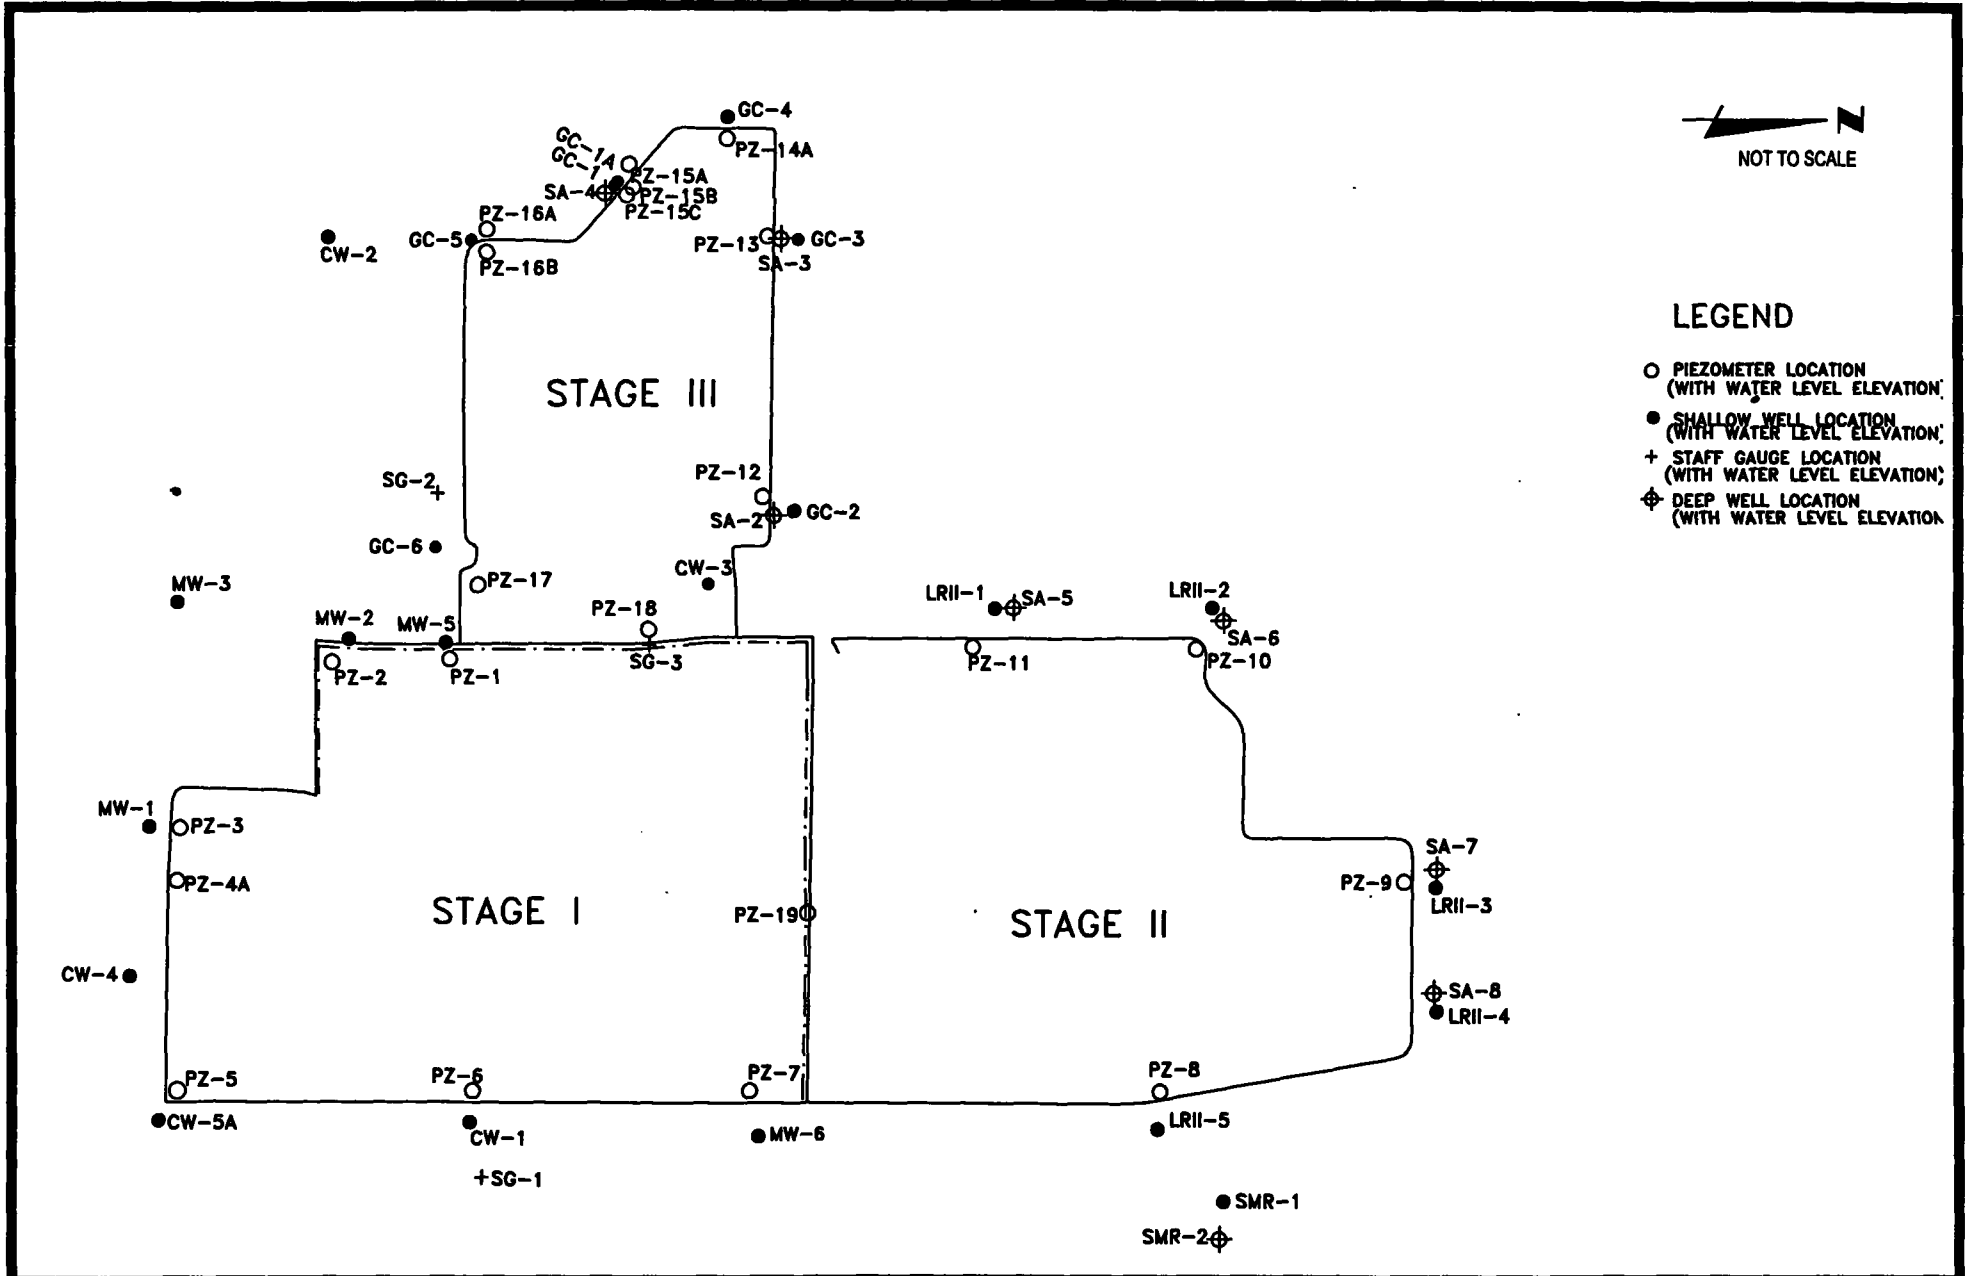 GC-4
PZ-14A
GC-1A
GC-1
PZ-15A
SA-4
PZ-15B
PZ-15C
PZ-16A
GC-5
PZ-16B
CW-2
PZ-13
GC-3
SA-3
N
NOT TO SCALE
LEGEND
PIEZOMETER LOCATION
(WITH WATER LEVEL ELEVATION)
SHALLOW WELL LOCATION
(WITH WATER LEVEL ELEVATION)
STAFF GAUGE LOCATION
(WITH WATER LEVEL ELEVATION)
DEEP WELL LOCATION
(WITH WATER LEVEL ELEVATION
STAGE III
SG-2
PZ-12
SA-2
GC-2
GC-6
CW-3
PZ-17
MW-3
MW-2
MW-5
PZ-18
LRII-1
SA-5
LRII-2
SA-6
PZ-2
PZ-1
SG-3
PZ-11
PZ-10
MW-1
PZ-3
PZ-4A
SA-7
PZ-9
LRII-3
STAGE I
PZ-19
STAGE II
CW-4
SA-8
LRII-4
PZ-5
PZ-6
PZ-7
PZ-8
CW-5A
CW-1
MW-6
LRII-5
SG-1
SMR-1
SMR-2